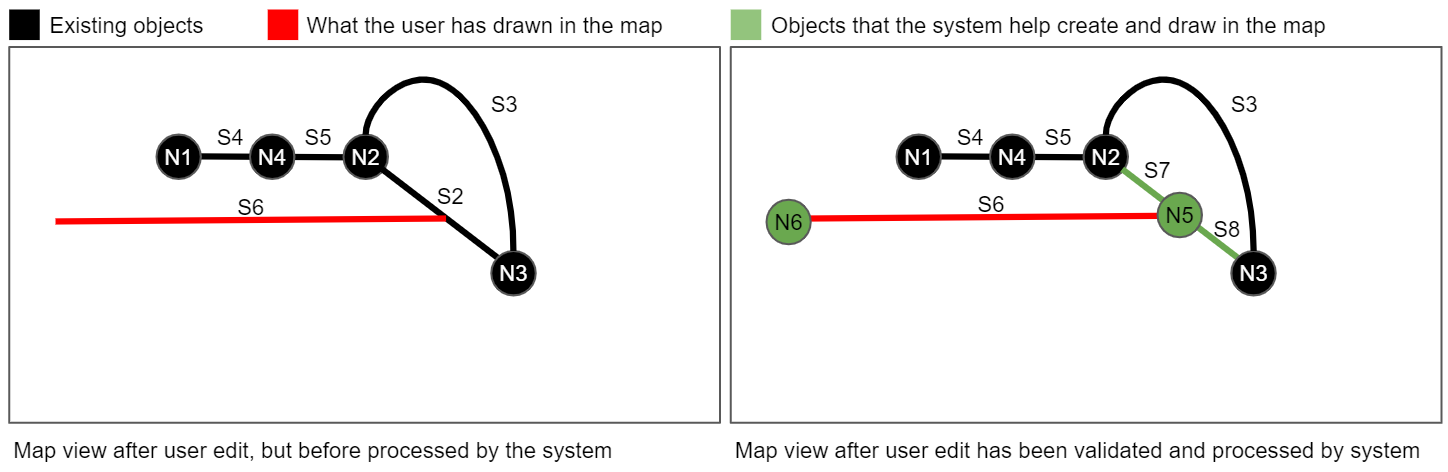 Existing objects
What the user has drawn in the map
Objects that the system help create and draw in the map
S3
S4
S5
N1
N4
N2
S2
S6
N3
Map view after user edit, but before processed by the system
S3
S4
S5
N1
N4
N2
S7
S6
N6
N5
S8
N3
Map view after user edit has been validated and processed by system